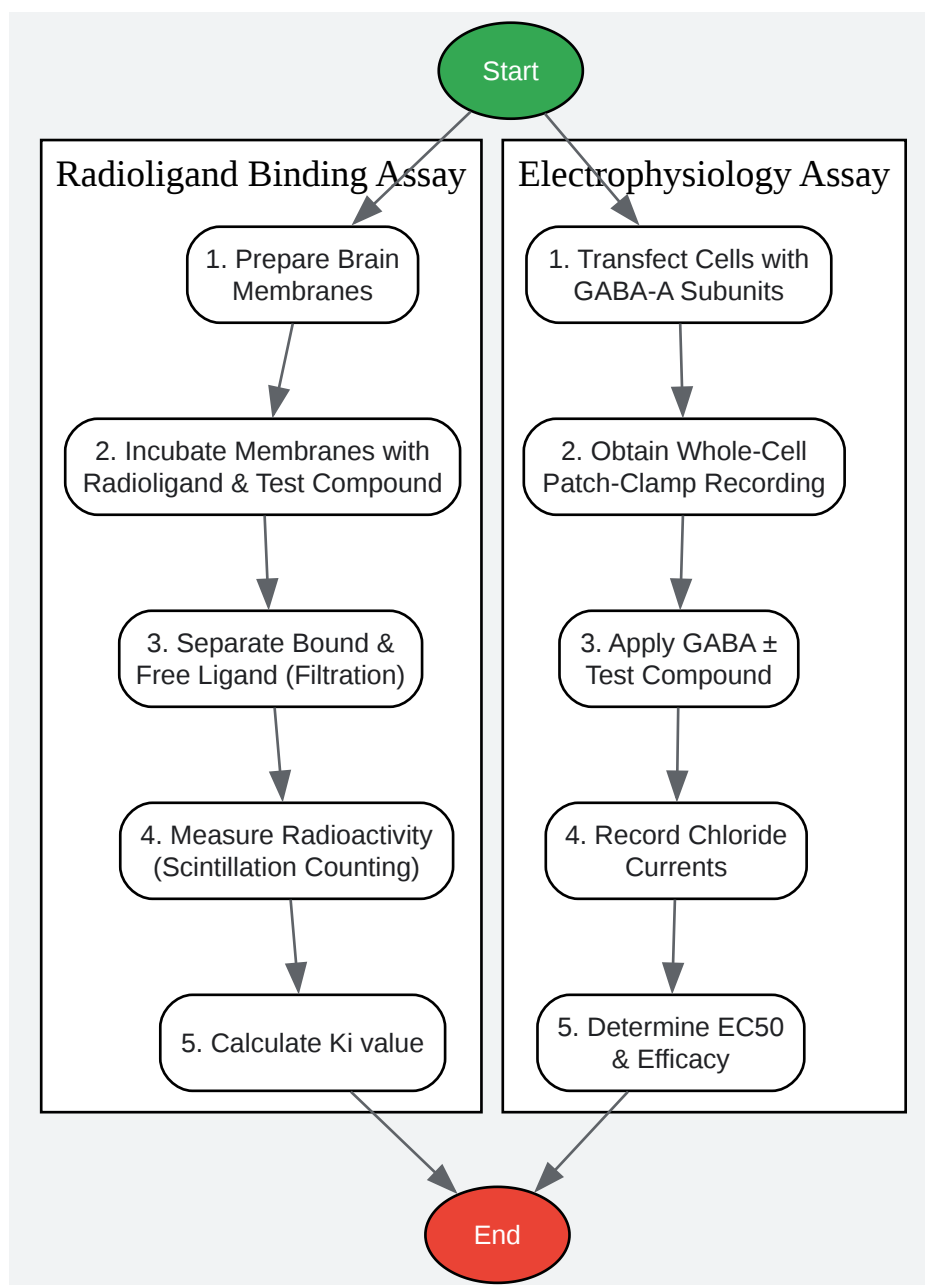 Start
Radioligand Binding Assay
1. Prepare Brain
Membranes
2. Incubate Membranes with
Radioligand & Test Compound
3. Separate Bound &
Free Ligand (Filtration)
4. Measure Radioactivity
(Scintillation Counting)
5. Calculate Ki value
Electrophysiology Assay
1. Transfect Cells with
GABA-A Subunits
2. Obtain Whole-Cell
Patch-Clamp Recording
3. Apply GABA ±
Test Compound
4. Record Chloride
Currents
5. Determine EC50
& Efficacy
End